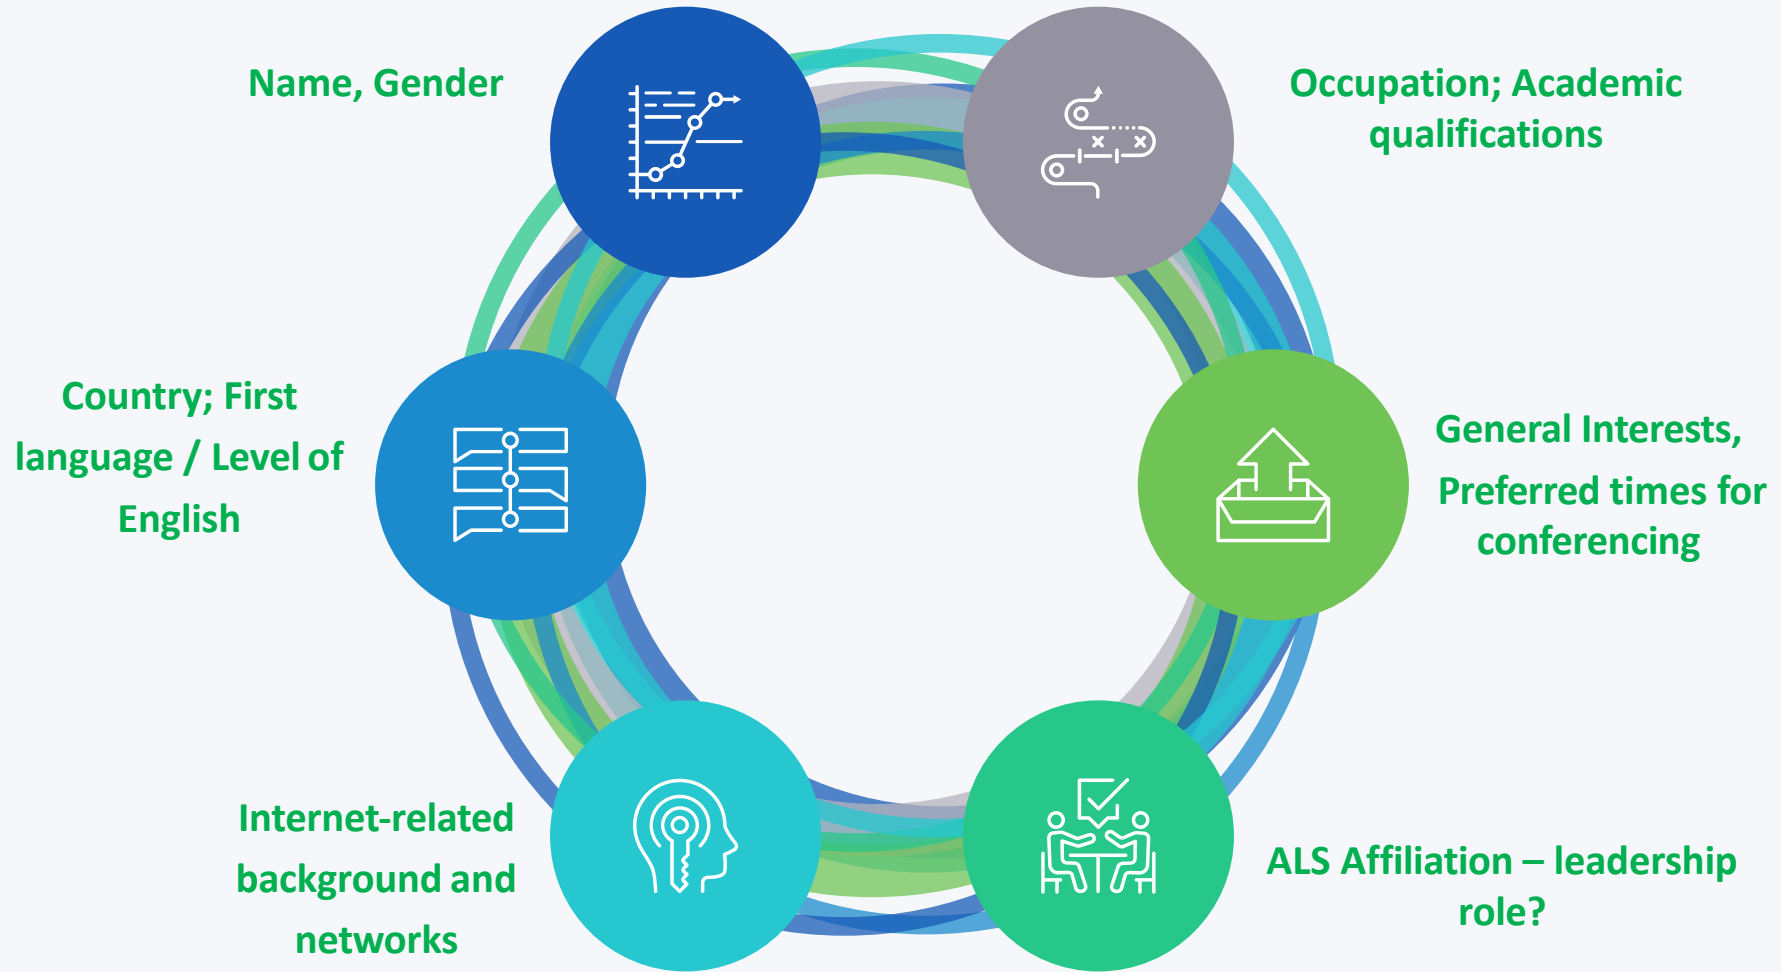 Name, Gender
Occupation; Academic
qualifications
Country; First
language / Level of
English
General Interests,
Preferred times for
conferencing
Internet-related
background and
networks
ALS Affiliation – leadership
role?